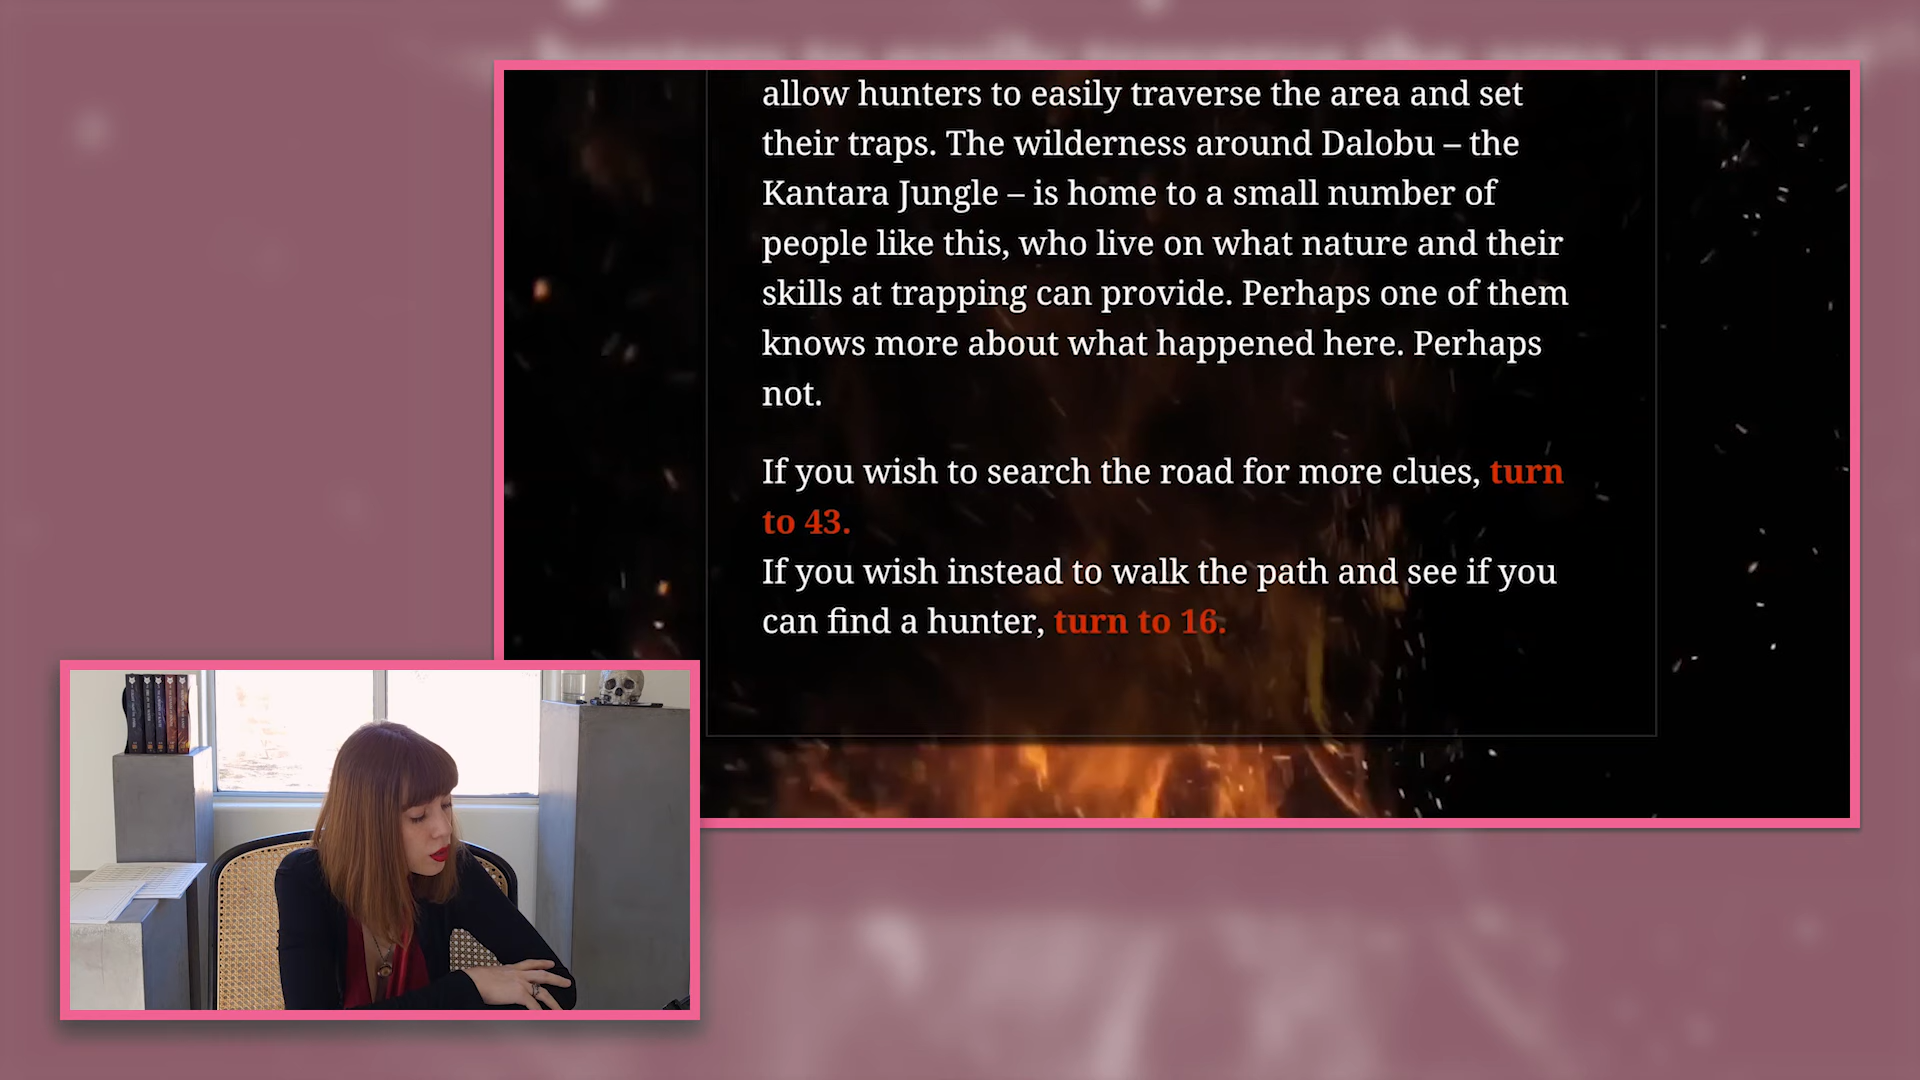 allow hunters to easily traverse the area and set
their traps. The wilderness around Dalobu – the
Kantara Jungle – is home to a small number of
people like this, who live on what nature and their
skills at trapping can provide. Perhaps one of them
knows more about what happened here. Perhaps
not.
If you wish to search the road for more clues, turn
to 43.
If you wish instead to walk the path and see if you
can find a hunter, turn to 16.